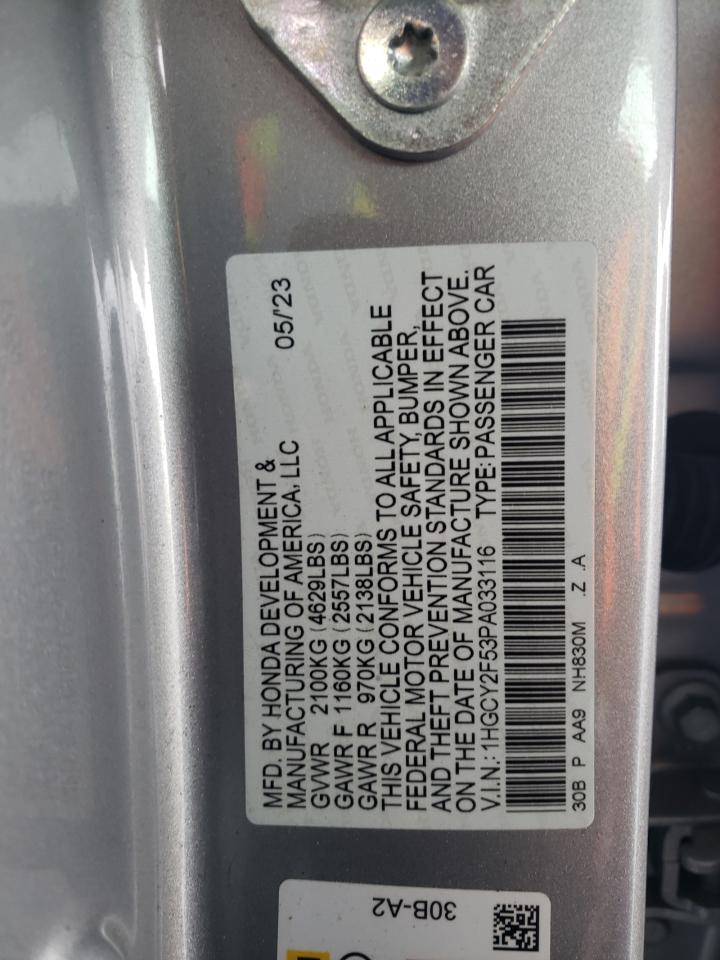 MFD. BY HONDA DEVELOPMENT & 05/'23
MANUFACTURING OF AMERICA, LLC
GVWR 2100KG (4629LBS)
GAWR F 1160KG (2557LBS)
GAWR R 970KG (2138LBS)
THIS VEHICLE CONFORMS TO ALL APPLICABLE
FEDERAL MOTOR VEHICLE SAFETY, BUMPER,
AND THEFT PREVENTION STANDARDS IN EFFECT
ON THE DATE OF MANUFACTURE SHOWN ABOVE.
V.I.N.: 1HGCY2F53PA033116 TYPE: PASSENGER CAR
30B P AA9 NH830M .Z .A
30B-A2